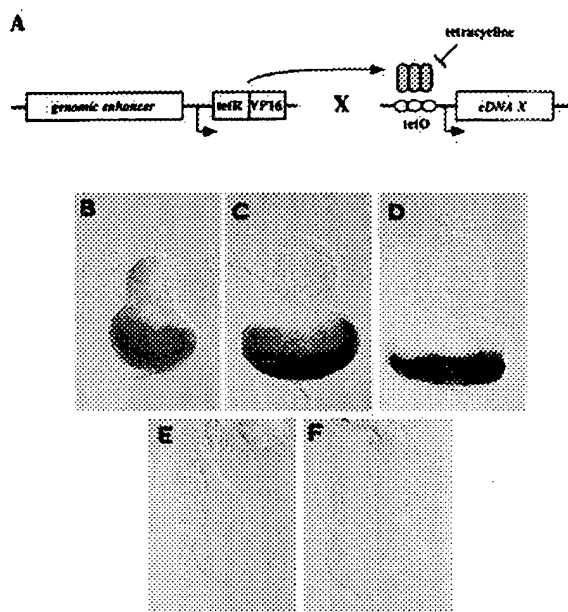 A
tetracycline
genomic enhancer
tetR VP16
X
tetO
cDNA X
B
C
D
E
F